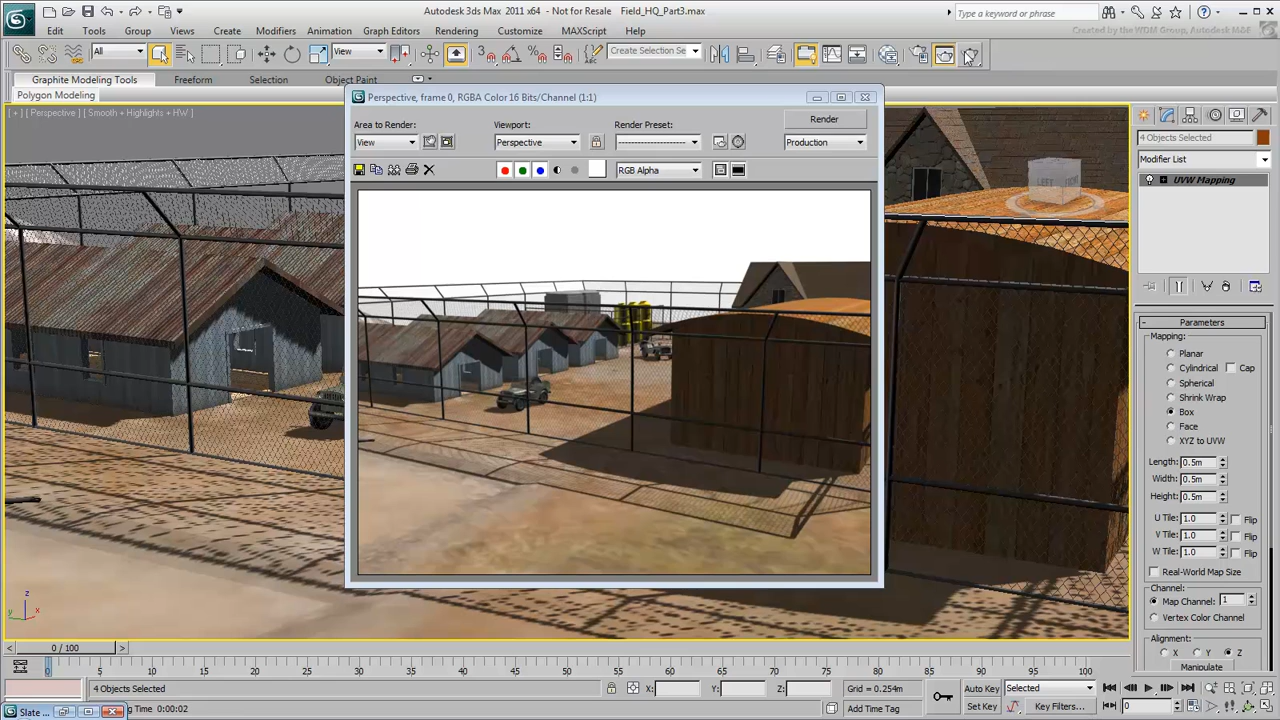 Autodesk 3ds Max 2011 x64 - Not for Resale Field_HQ_Part3.max
Type a keyword or phrase
Edit Tools Group Views Create Modifiers Animation Graph Editors Rendering Customize MAXScript Help
Created by the WDM Group, Autodesk M&E
All View Create Selection Se
Graphite Modeling Tools Freeform Selection Object Paint
Polygon Modeling
[ + ] [ Perspective ] [ Smooth + Highlights + HW ]
Perspective, frame 0, RGBA Color 16 Bits/Channel (1:1)
Area to Render: Viewport: Render Preset: Render
View Perspective Production
RGB Alpha
4 Objects Selected
Modifier List
UVW Mapping
LEFT
Parameters
Mapping:
Planar
Cylindrical Cap
Spherical
Shrink Wrap
Box
Face
XYZ to UVW
Length: 0.5m
Width: 0.5m
Height: 0.5m
U Tile: 1.0 Flip
V Tile: 1.0 Flip
W Tile: 1.0 Flip
Real-World Map Size
Channel:
Map Channel: 1
Vertex Color Channel
Alignment:
X Y Z
Manipulate
z
y x
< 0 / 100 >
0 5 10 15 20 25 30 35 40 45 50 55 60 65 70 75 80 85 90 95 100
4 Objects Selected X: Y: Z: Grid = 0.254m Auto Key Selected
Slate ... Time 0:00:02 Add Time Tag Set Key Key Filters... 0